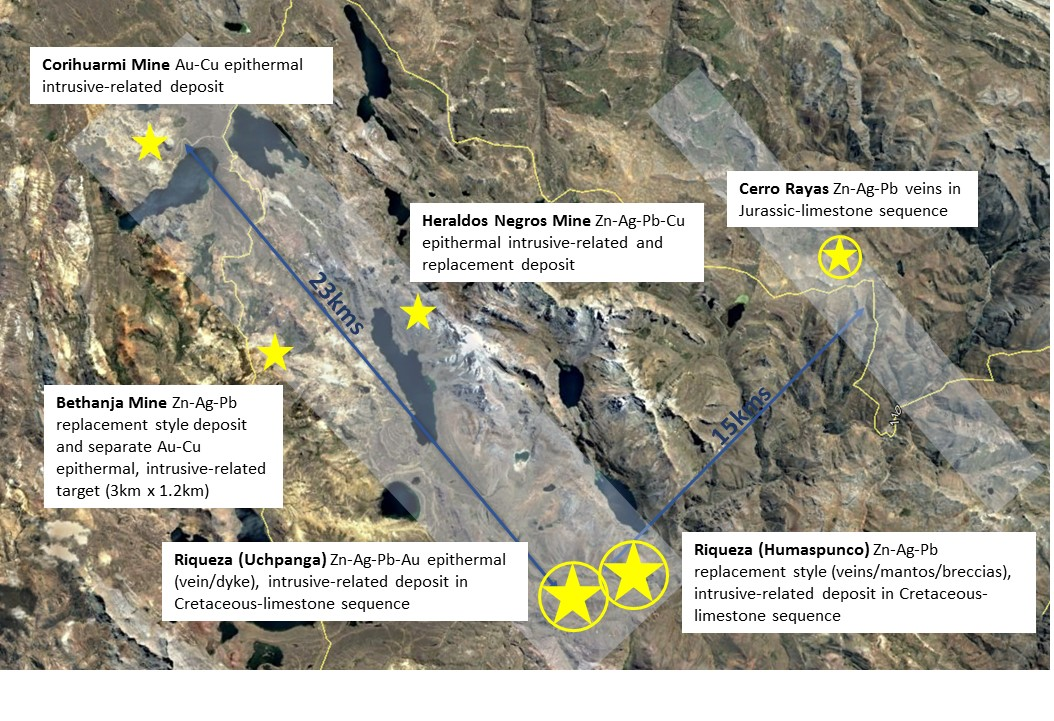 Corihuarmi Mine Au-Cu epithermal
intrusive-related deposit
Cerro Rayas Zn-Ag-Pb veins in
Jurassic-limestone sequence
Heraldos Negros Mine Zn-Ag-Pb-Cu
epithermal intrusive-related and
replacement deposit
23kms
15kms
Bethanja Mine Zn-Ag-Pb
replacement style deposit
and separate Au-Cu
epithermal, intrusive-related
target (3km x 1.2km)
Riqueza (Uchpanga) Zn-Ag-Pb-Au epithermal
(vein/dyke), intrusive-related deposit in
Cretaceous-limestone sequence
Riqueza (Humaspunco) Zn-Ag-Pb
replacement style (veins/mantos/breccias),
intrusive-related deposit in Cretaceous-
limestone sequence